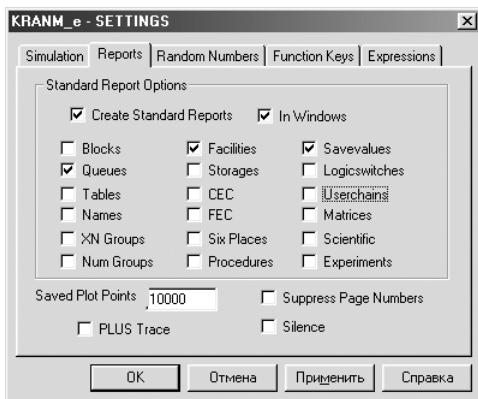 KRANM_e - SETTINGS
Simulation Reports Random Numbers Function Keys Expressions
Standard Report Options
Create Standard Reports In Windows
Blocks Facilities Savevalues
Queues Storages Logicswitches
Tables CEC Userchains
Names FEC Matrices
XN Groups Six Places Scientific
Num Groups Procedures Experiments
Saved Plot Points 10000 Suppress Page Numbers
PLUS Trace Silence
OK Отмена Применить Справка